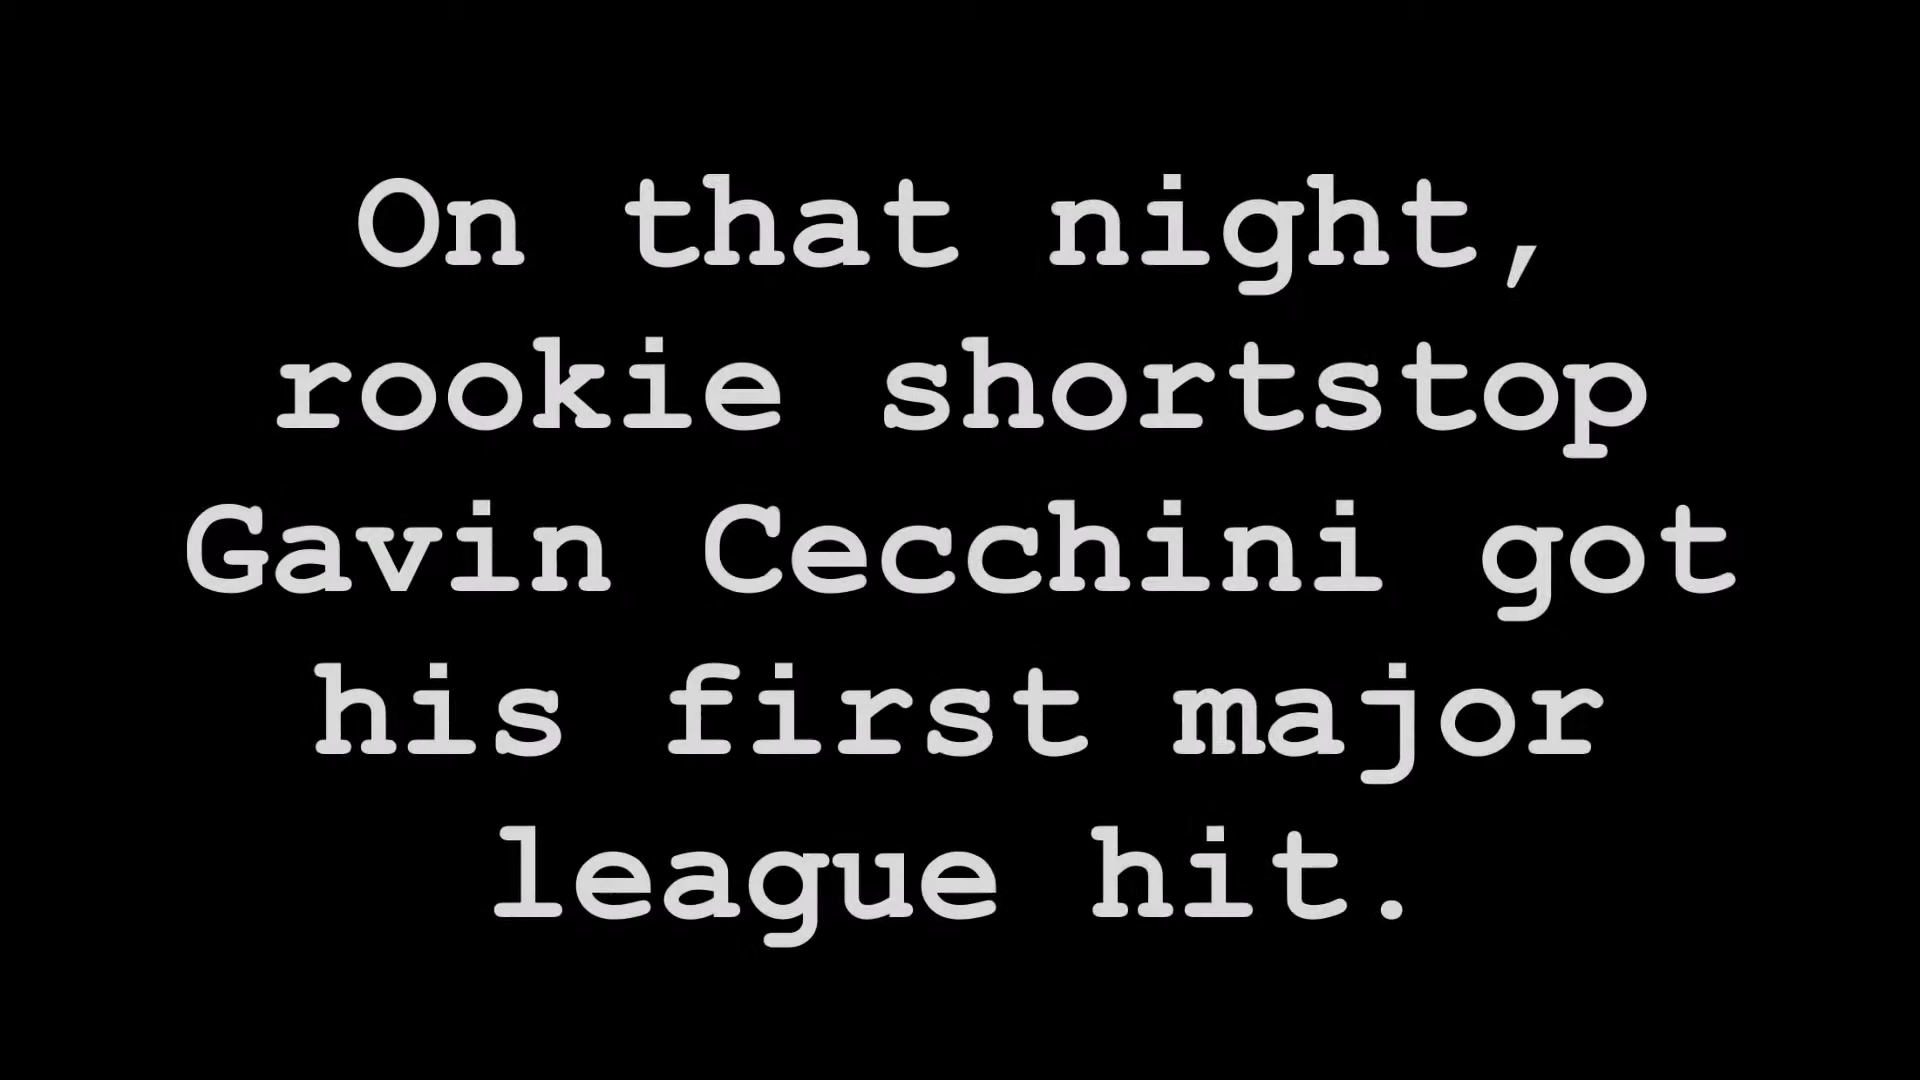 On that night,
rookie shortstop
Gavin Cecchini got
his first major
league hit.